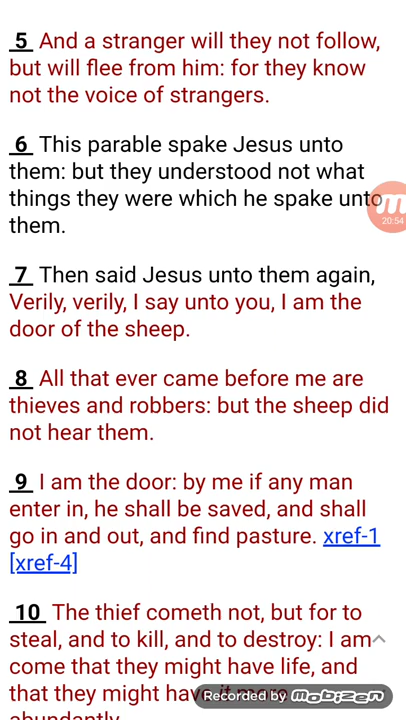 5 And a stranger will they not follow,
but will flee from him: for they know
not the voice of strangers.
6 This parable spake Jesus unto
them: but they understood not what
things they were which he spake unto
them.
20:54
7 Then said Jesus unto them again,
Verily, verily, I say unto you, I am the
door of the sheep.
8 All that ever came before me are
thieves and robbers: but the sheep did
not hear them.
9 I am the door: by me if any man
enter in, he shall be saved, and shall
go in and out, and find pasture. xref-1
[xref-4]
10 The thief cometh not, but for to
steal, and to kill, and to destroy: I am
come that they might have life, and
that they might have
Recorded by mobizen
abundantly